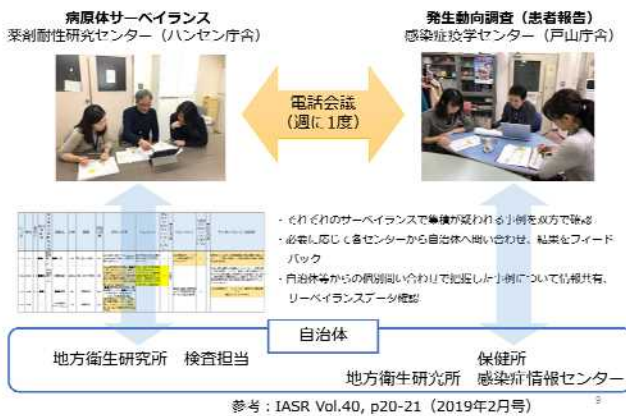 病原体サーベイランス
薬剤耐性研究センター（ハンセン庁舎）
発生動向調査（患者報告）
感染症疫学センター（戸山庁舎）
電話会議
（週に1度）
・それぞれのサーベイランスで集積が疑われる事例を双方で確認
・必要に応じて各センターから自治体へ問い合わせ、結果をフィード
バック
・自治体等からの個別問い合わせで把握した事例について情報共有、
サーベイランスデータ確認
自治体
地方衛生研究所 検査担当
保健所
地方衛生研究所 感染症情報センター
参考：IASR Vol.40, p20-21（2019年2月号）
9